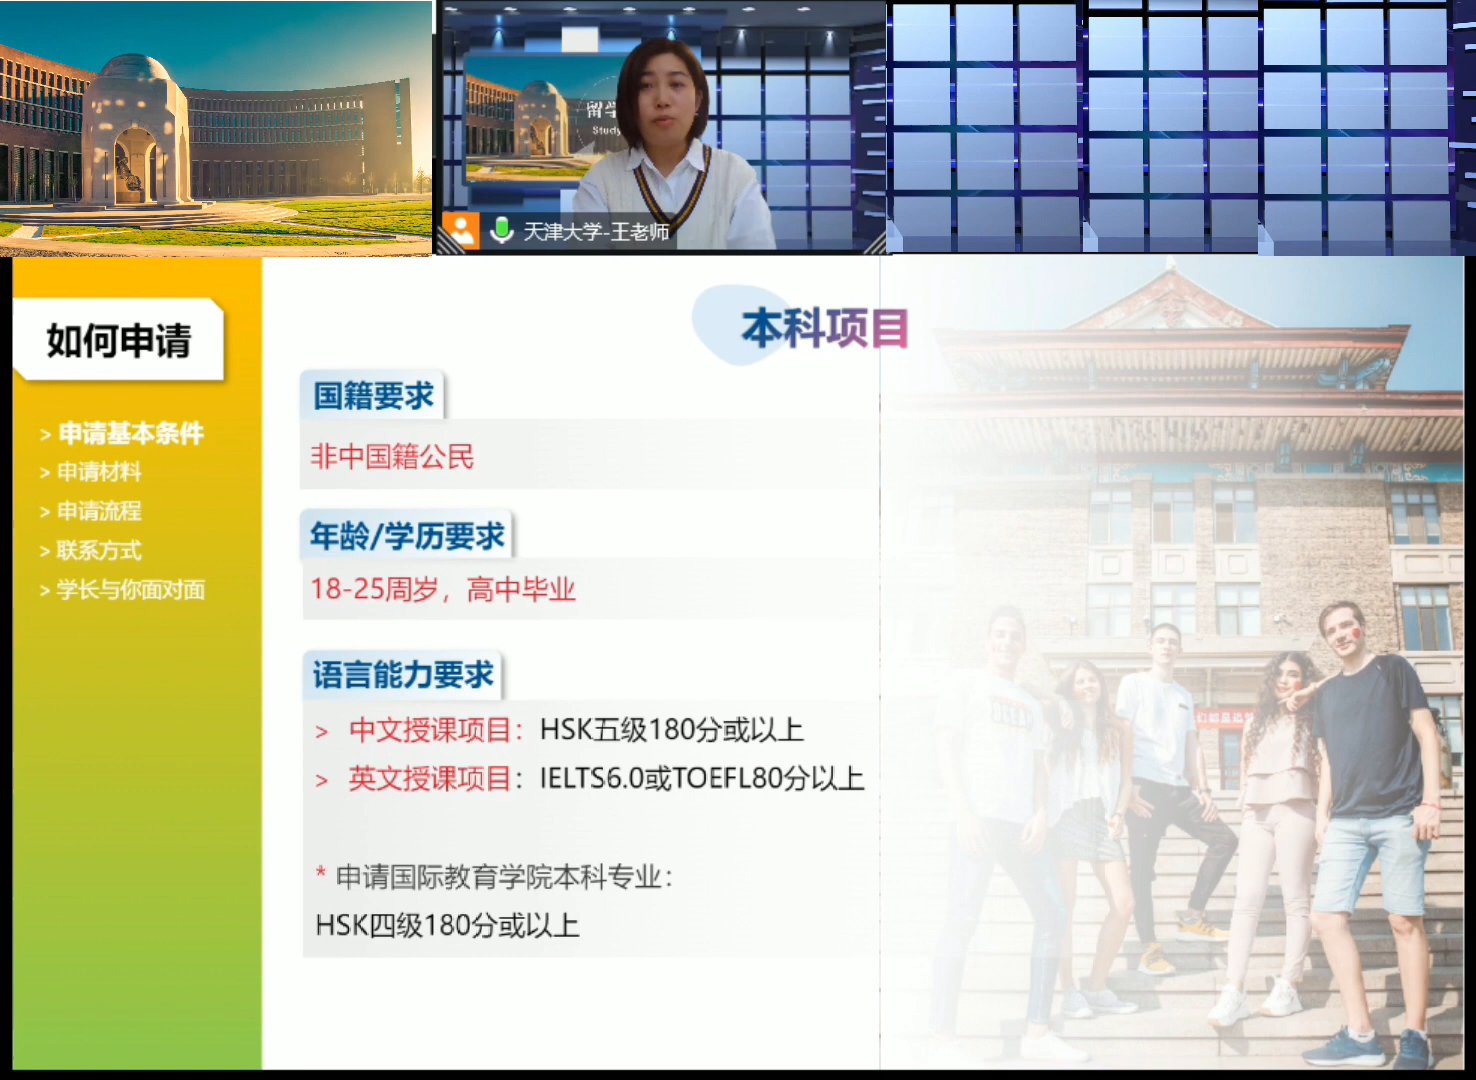 留学
Study
天津大学-王老师
如何申请
> 申请基本条件
> 申请材料
> 申请流程
> 联系方式
> 学长与你面对面
本科项目
国籍要求
非中国籍公民
年龄/学历要求
18-25周岁，高中毕业
语言能力要求
> 中文授课项目：HSK五级180分或以上
> 英文授课项目：IELTS6.0或TOEFL80分以上
* 申请国际教育学院本科专业：
HSK四级180分或以上